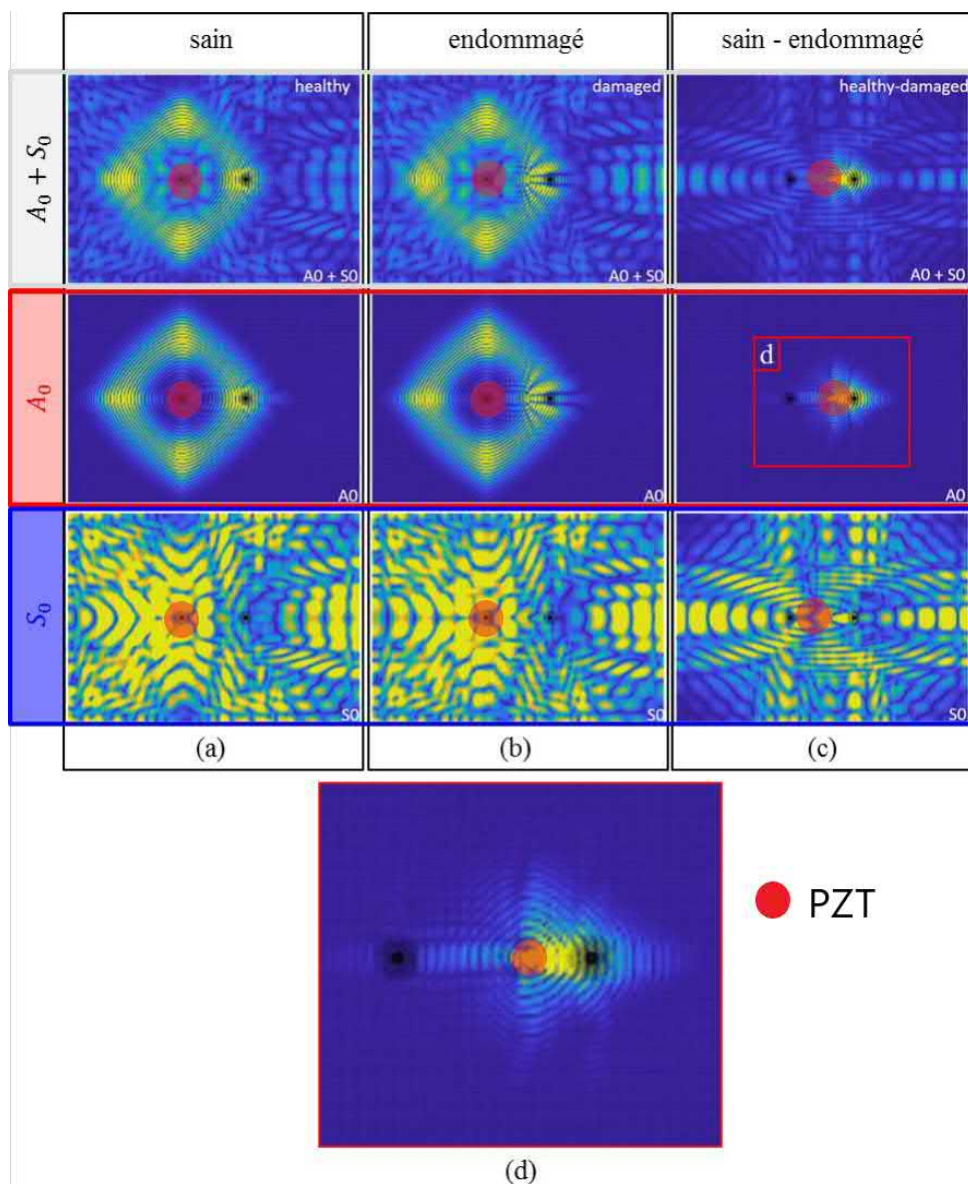 sain
endommagé
sain - endommagé
A₀ + S₀
healthy
A0 + S0
damaged
A0 + S0
healthy-damaged
A0 + S0
A₀
A0
A0
d
A0
S₀
S0
S0
S0
(a)
(b)
(c)
PZT
(d)